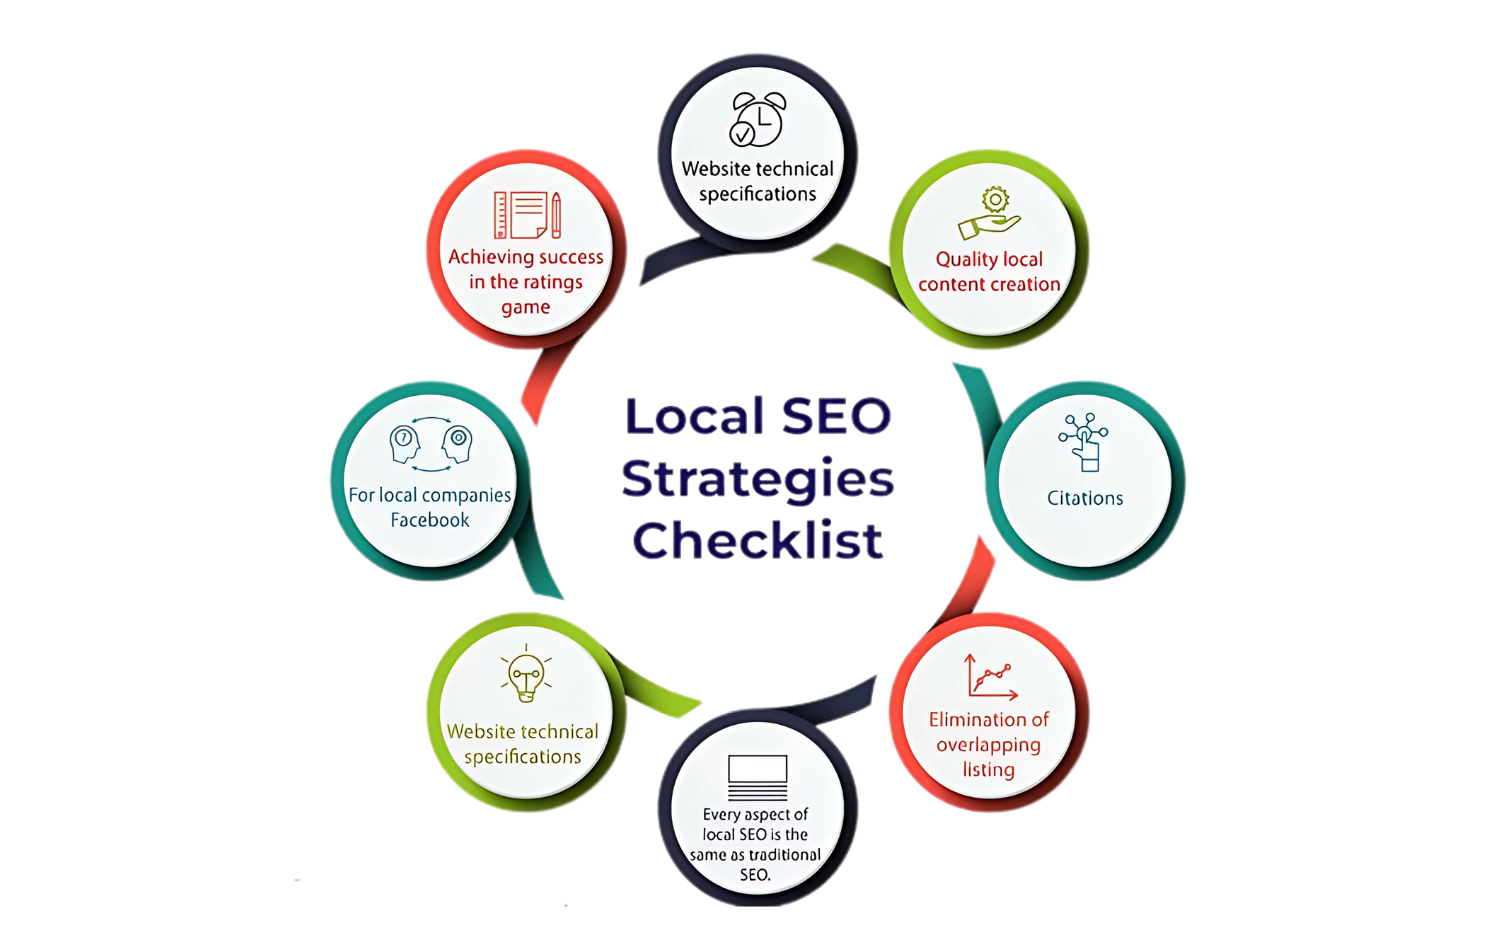 Website technical
specifications
Quality local
content creation
Citations
Elimination of
overlapping
listing
Every aspect of
local SEO is the
same as traditional
SEO.
Website technical
specifications
For local companies
Facebook
Achieving success
in the ratings
game
Local SEO
Strategies
Checklist